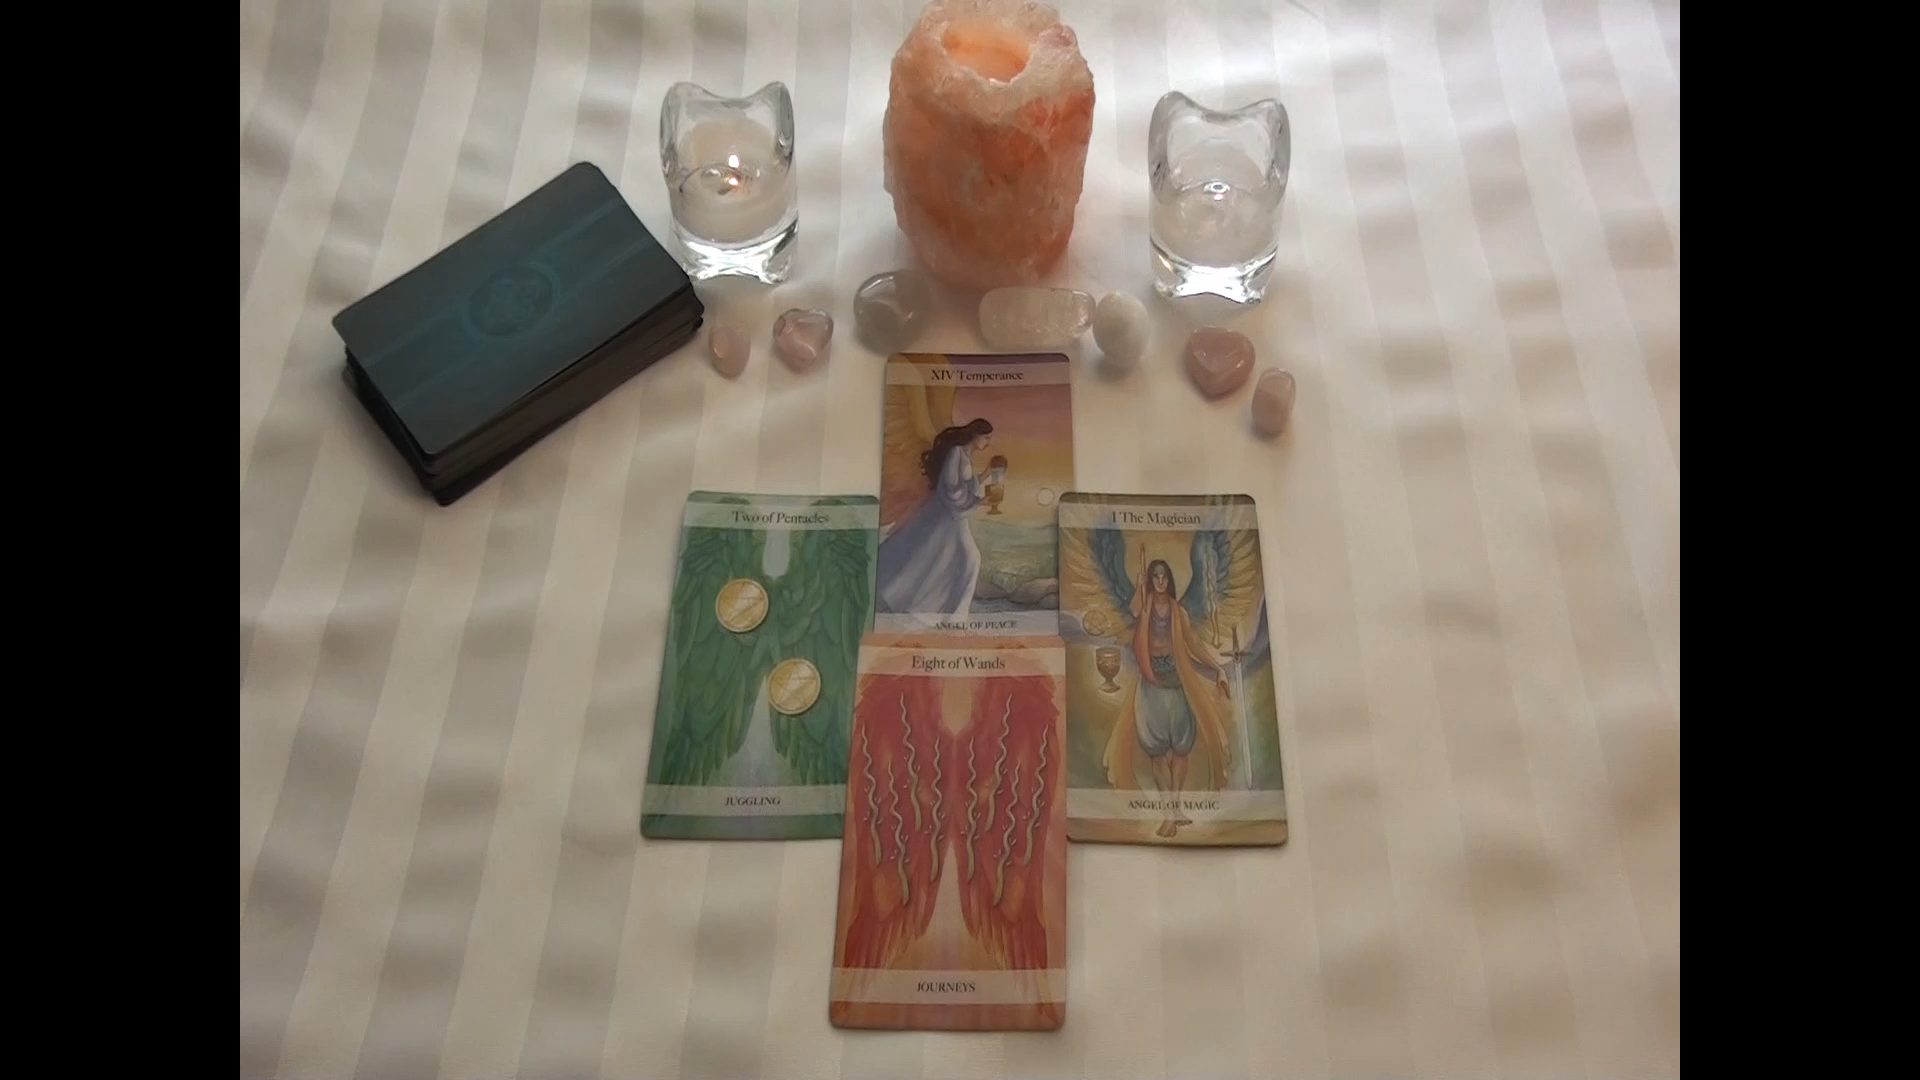 XIV Temperance
ANGEL OF PEACE
Two of Pentacles
JUGGLING
I The Magician
ANGEL OF MAGIC
Eight of Wands
JOURNEYS